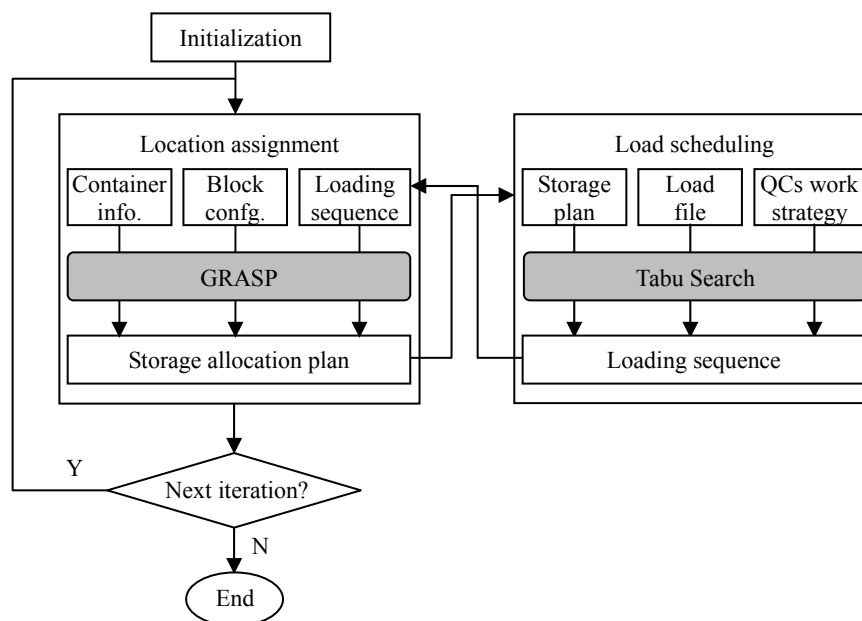 Initialization
Location assignment
Container
info.
Block
confg.
Loading
sequence
GRASP
Storage allocation plan
Load scheduling
Storage
plan
Load
file
QCs work
strategy
Tabu Search
Loading sequence
Y
Next iteration?
N
End